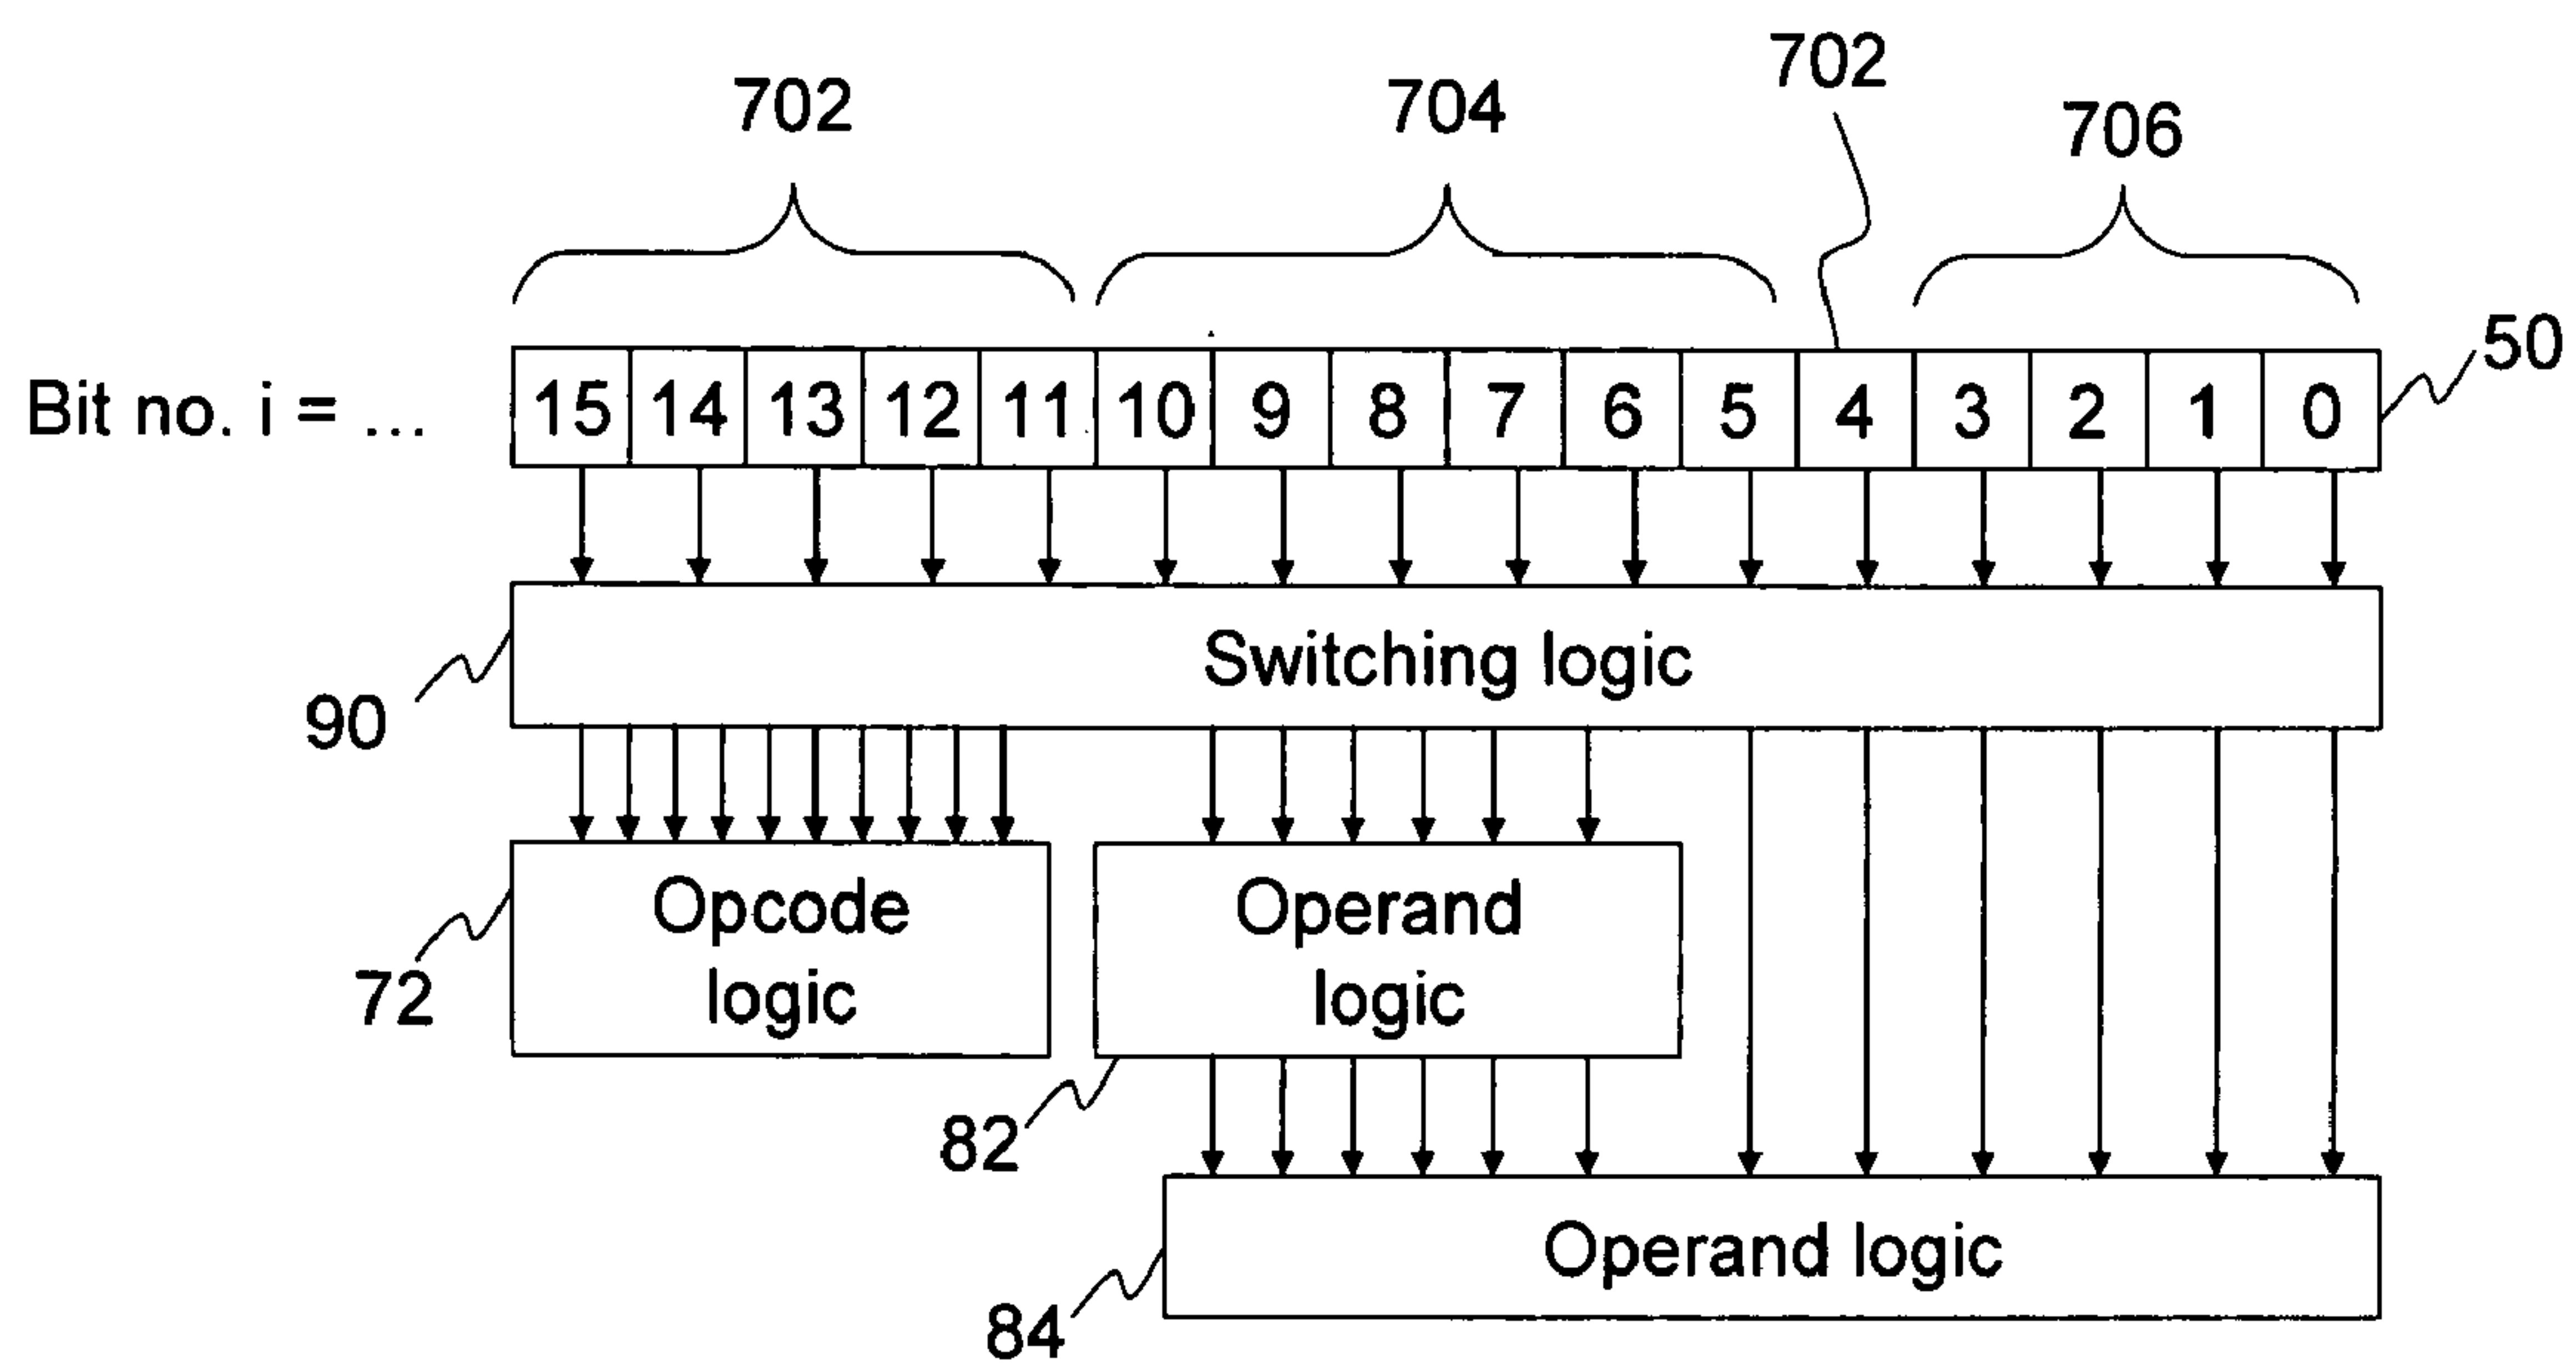 702
704
702
706
50
Bit no. i = ...
15 14 13 12 11 10 9 8 7 6 5 4 3 2 1 0
Switching logic
90
Opcode
logic
72
Operand
logic
82
Operand logic
84